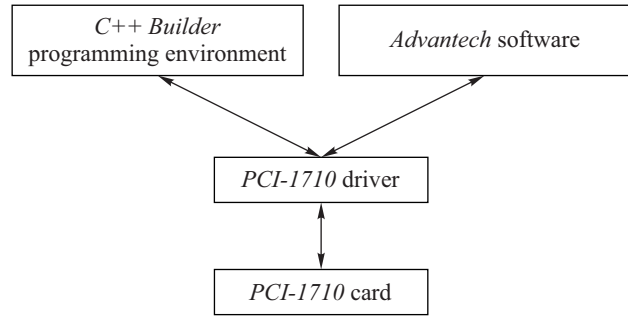 C++ Builder
programming environment
Advantech software
PCI-1710 driver
PCI-1710 card